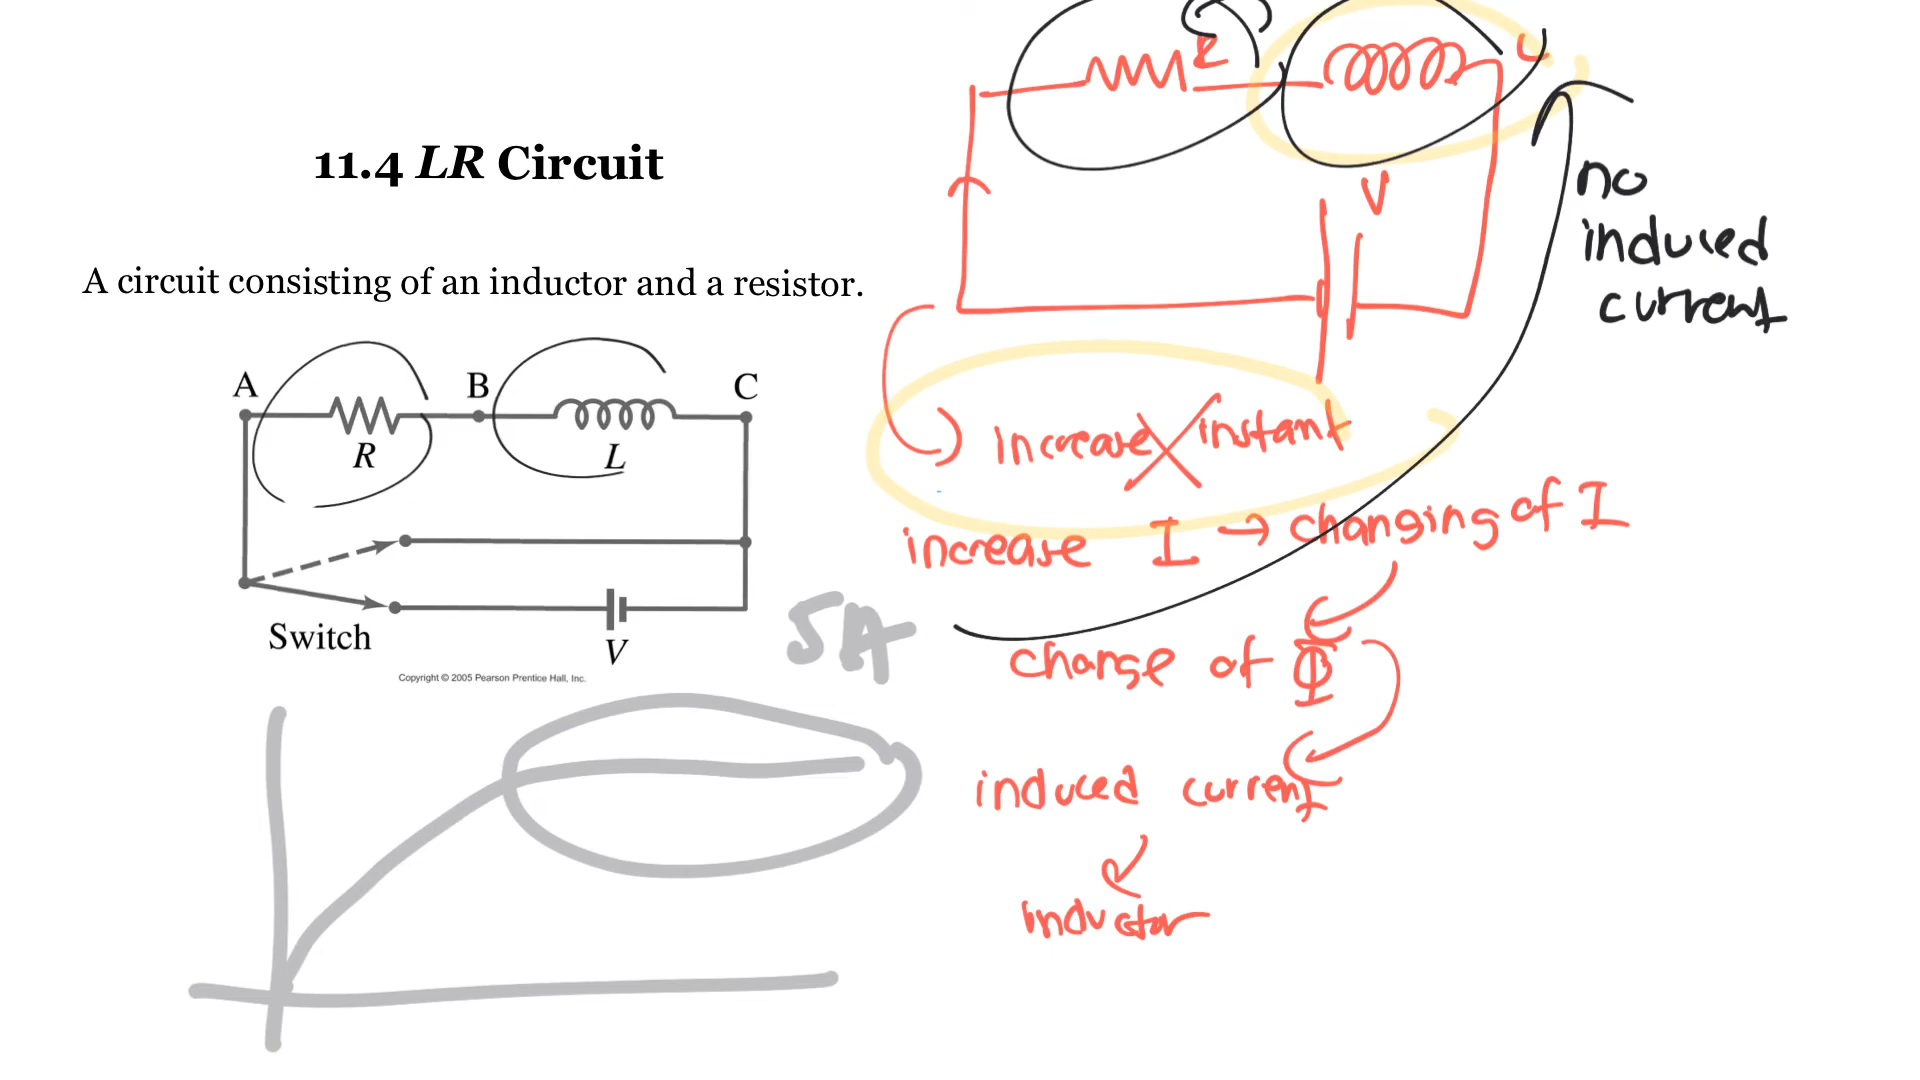 11.4 LR Circuit
A circuit consisting of an inductor and a resistor.
A
B
C
R
L
Switch
V
Copyright © 2005 Pearson Prentice Hall, Inc.
5A
R
L
V
no
induced
current
increase instant
increase I → changing of I
change of Φ
induced current
inductor